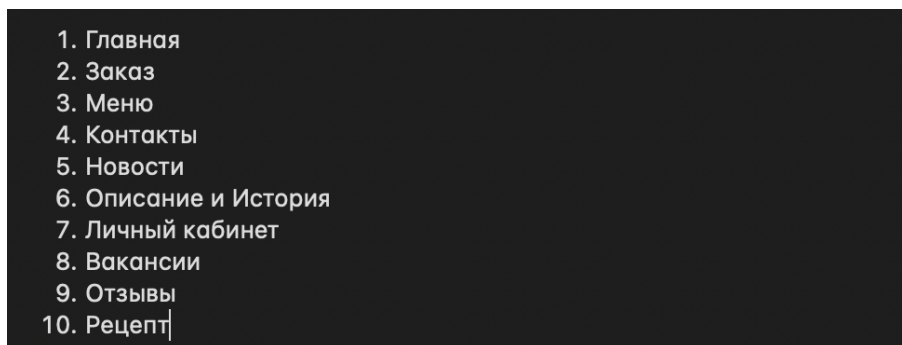 1. Главная
2. Заказ
3. Меню
4. Контакты
5. Новости
6. Описание и История
7. Личный кабинет
8. Вакансии
9. Отзывы
10. Рецепт